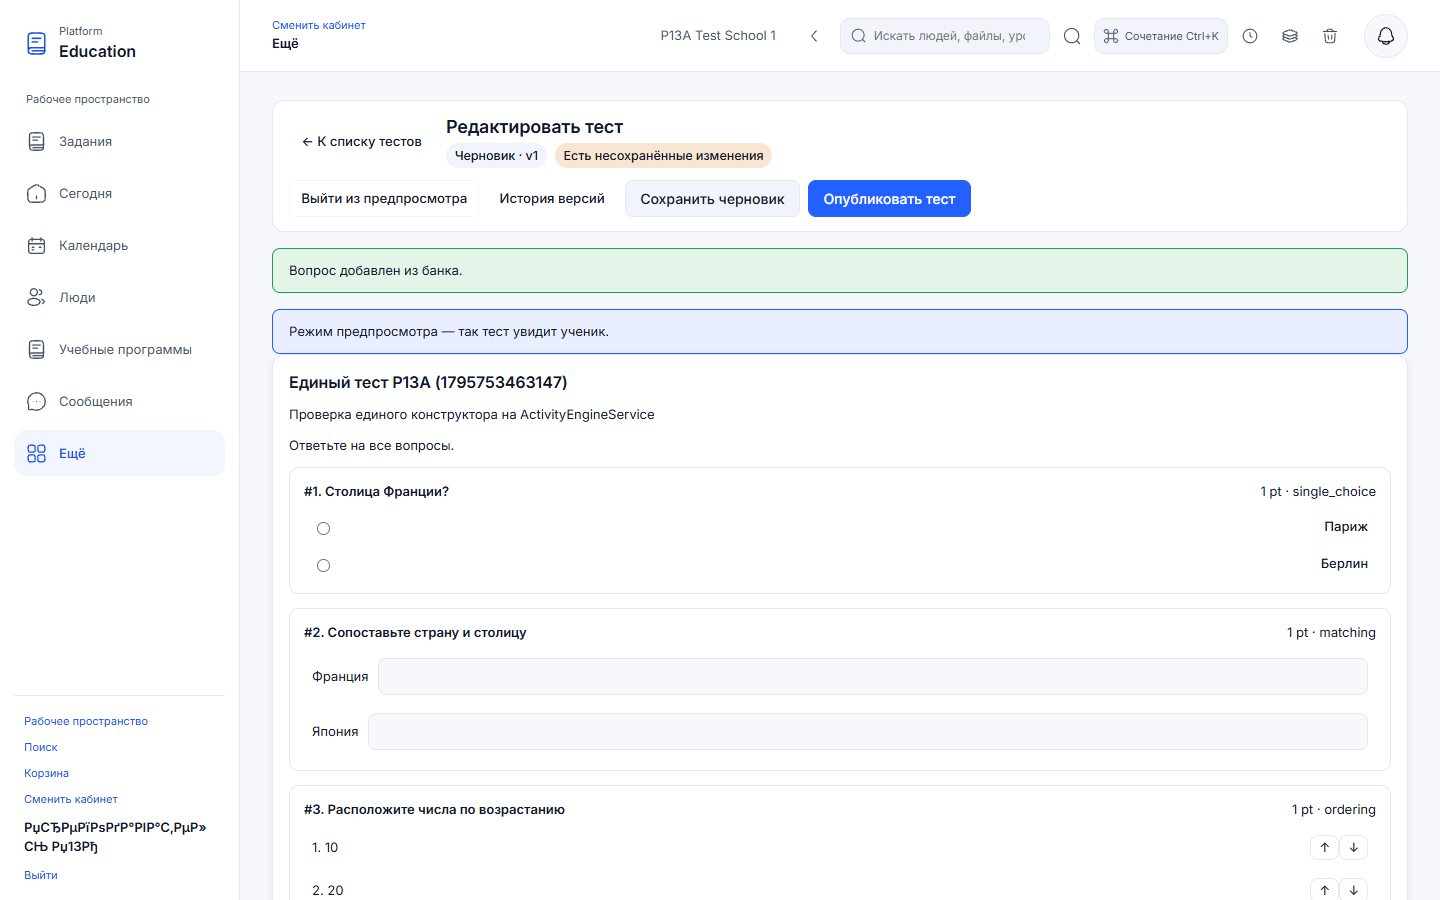 Platform
Education
Рабочее пространство
Задания
Сегодня
Календарь
Люди
Учебные программы
Сообщения
Ещё
Рабочее пространство
Поиск
Корзина
Сменить кабинет
РџСЂРµРїРѕРґР°РІР°С‚РµР»
СЊ Рџ13Рђ
Выйти
Сменить кабинет
Ещё
P13A Test School 1
Искать людей, файлы, уро
Сочетание Ctrl+K
← К списку тестов
Редактировать тест
Черновик · v1
Есть несохранённые изменения
Выйти из предпросмотра
История версий
Сохранить черновик
Опубликовать тест
Вопрос добавлен из банка.
Режим предпросмотра — так тест увидит ученик.
Единый тест P13A (1795753463147)
Проверка единого конструктора на ActivityEngineService
Ответьте на все вопросы.
#1. Столица Франции?
1 pt · single_choice
Париж
Берлин
#2. Сопоставьте страну и столицу
1 pt · matching
Франция
Япония
#3. Расположите числа по возрастанию
1 pt · ordering
1. 10
↑ ↓
2. 20
↑ ↓